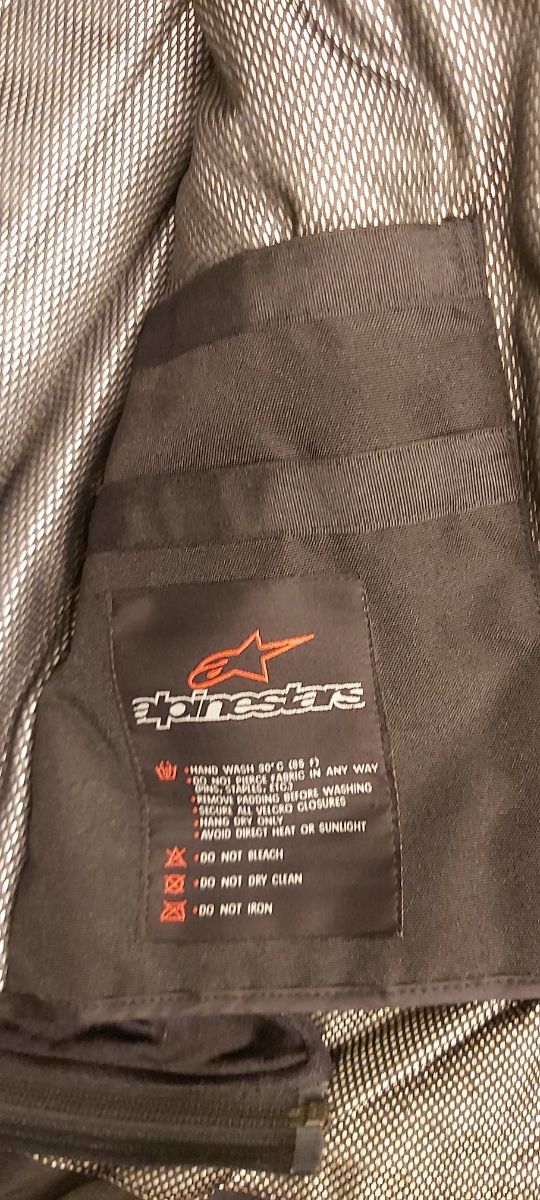 alpinestars
•HAND WASH 30°C (85 F)
•DO NOT PIERCE FABRIC IN ANY WAY
(PINS, STAPLES, ETC.)
•REMOVE PADDING BEFORE WASHING
•SECURE ALL VELCRO CLOSURES
•HAND DRY ONLY
•AVOID DIRECT HEAT OR SUNLIGHT
•DO NOT BLEACH
•DO NOT DRY CLEAN
•DO NOT IRON